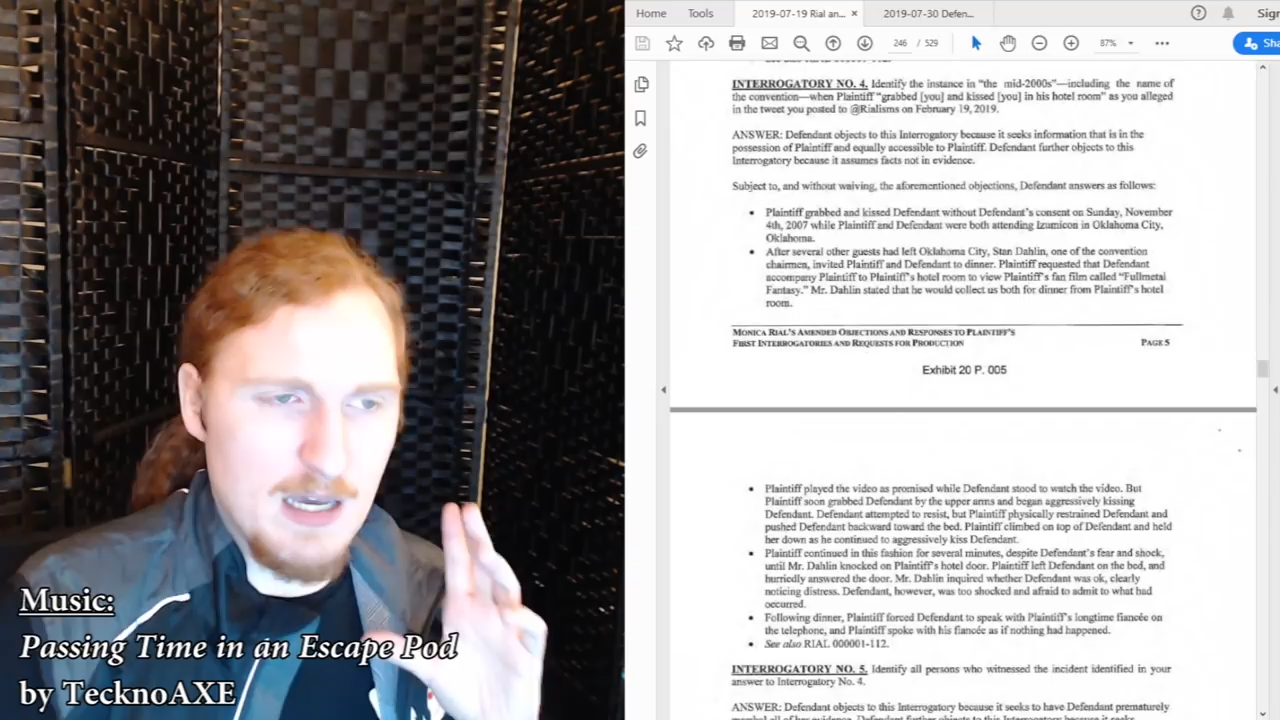 Home Tools 2019-07-19 Rial an... × 2019-07-30 Defen...
246 / 529 87%
INTERROGATORY NO. 4. Identify the instance in "the mid-2000s"—including the name of
the convention—when Plaintiff "grabbed [you] and kissed [you] in his hotel room" as you alleged
in the tweet you posted to @Rialisms on February 19, 2019.
ANSWER: Defendant objects to this Interrogatory because it seeks information that is in the
possession of Plaintiff and equally accessible to Plaintiff. Defendant further objects to this
Interrogatory because it assumes facts not in evidence.
Subject to, and without waiving, the aforementioned objections, Defendant answers as follows:
• Plaintiff grabbed and kissed Defendant without Defendant's consent on Sunday, November
4th, 2007 while Plaintiff and Defendant were both attending Izumicon in Oklahoma City,
Oklahoma.
• After several other guests had left Oklahoma City, Stan Dahlin, one of the convention
chairmen, invited Plaintiff and Defendant to dinner. Plaintiff requested that Defendant
accompany Plaintiff to Plaintiff's hotel room to view Plaintiff's fan film called "Fullmetal
Fantasy." Mr. Dahlin stated that he would collect us both for dinner from Plaintiff's hotel
room.
MONICA RIAL'S AMENDED OBJECTIONS AND RESPONSES TO PLAINTIFF'S
FIRST INTERROGATORIES AND REQUESTS FOR PRODUCTION PAGE 5
Exhibit 20 P. 005
• Plaintiff played the video as promised while Defendant stood to watch the video. But
Plaintiff soon grabbed Defendant by the upper arms and began aggressively kissing
Defendant. Defendant attempted to resist, but Plaintiff physically restrained Defendant and
pushed Defendant backward toward the bed. Plaintiff climbed on top of Defendant and held
her down as he continued to aggressively kiss Defendant.
• Plaintiff continued in this fashion for several minutes, despite Defendant's fear and shock,
until Mr. Dahlin knocked on Plaintiff's hotel door. Plaintiff left Defendant on the bed, and
hurriedly answered the door. Mr. Dahlin inquired whether Defendant was ok, clearly
noticing distress. Defendant, however, was too shocked and afraid to admit to what had
occurred.
• Following dinner, Plaintiff forced Defendant to speak with Plaintiff's longtime fiancée on
the telephone, and Plaintiff spoke with his fiancée as if nothing had happened.
• See also RIAL 000001-112.
INTERROGATORY NO. 5. Identify all persons who witnessed the incident identified in your
answer to Interrogatory No. 4.
ANSWER: Defendant objects to this Interrogatory because it seeks to have Defendant prematurely
Music:
Passing Time in an Escape Pod
by TecknoAXE